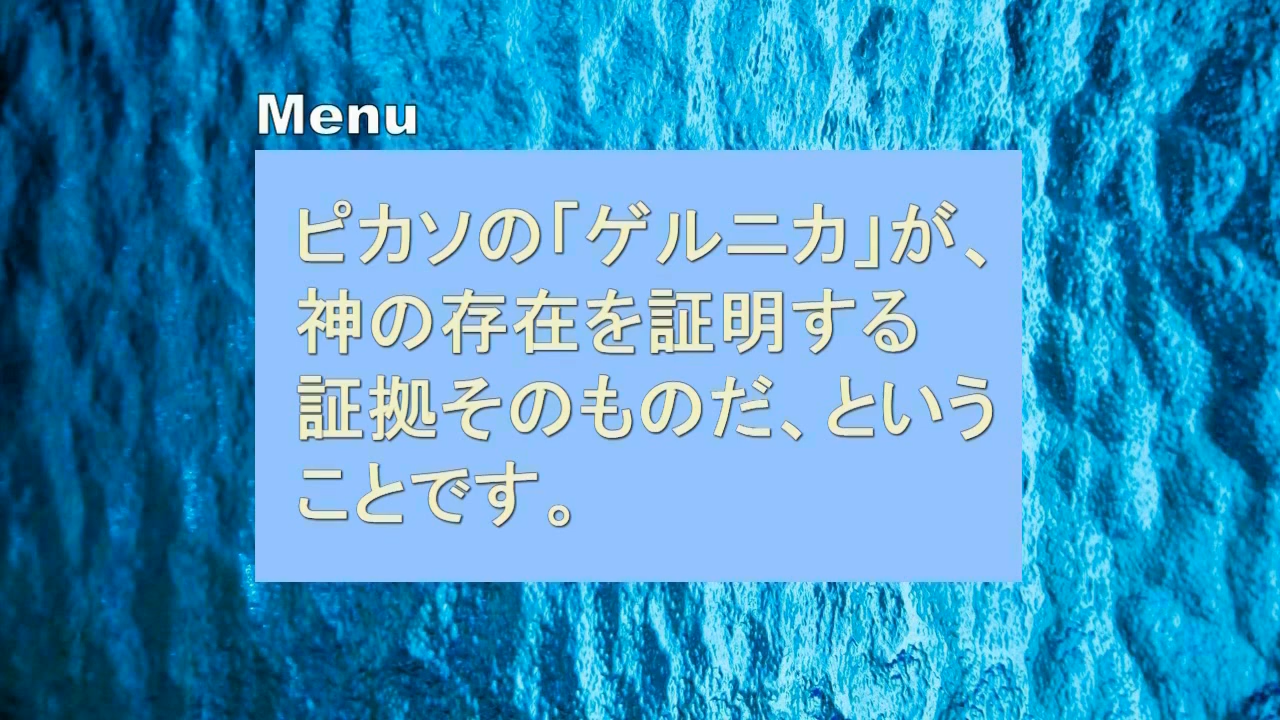 Menu
ピカソの「ゲルニカ」が、
神の存在を証明する
証拠そのものだ、という
ことです。